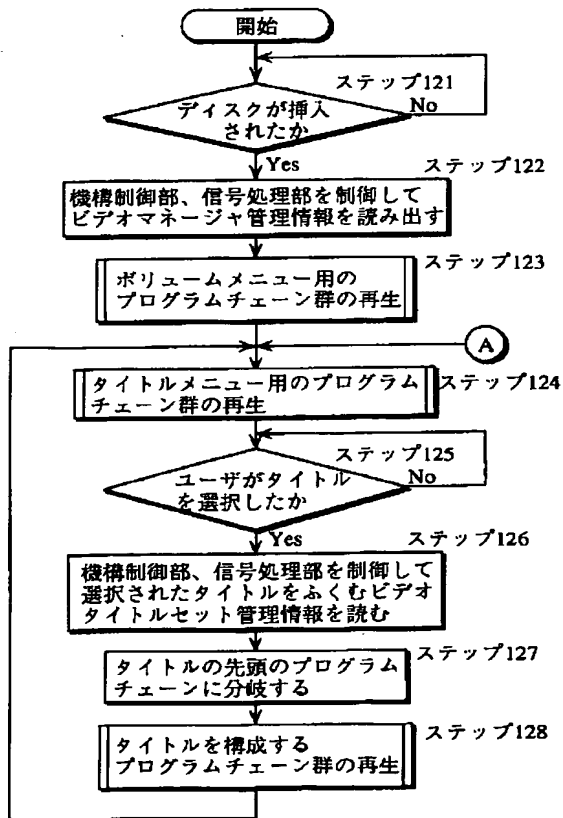 開始
ステップ121
No
ディスクが挿入
されたか
Yes
ステップ122
機構制御部、信号処理部を制御して
ビデオマネージャ管理情報を読み出す
ステップ123
ボリュームメニュー用の
プログラムチェーン群の再生
A
タイトルメニュー用のプログラム
チェーン群の再生
ステップ124
ステップ125
No
ユーザがタイトル
を選択したか
Yes
ステップ126
機構制御部、信号処理部を制御して
選択されたタイトルをふくむビデオ
タイトルセット管理情報を読む
ステップ127
タイトルの先頭のプログラム
チェーンに分岐する
ステップ128
タイトルを構成する
プログラムチェーン群の再生